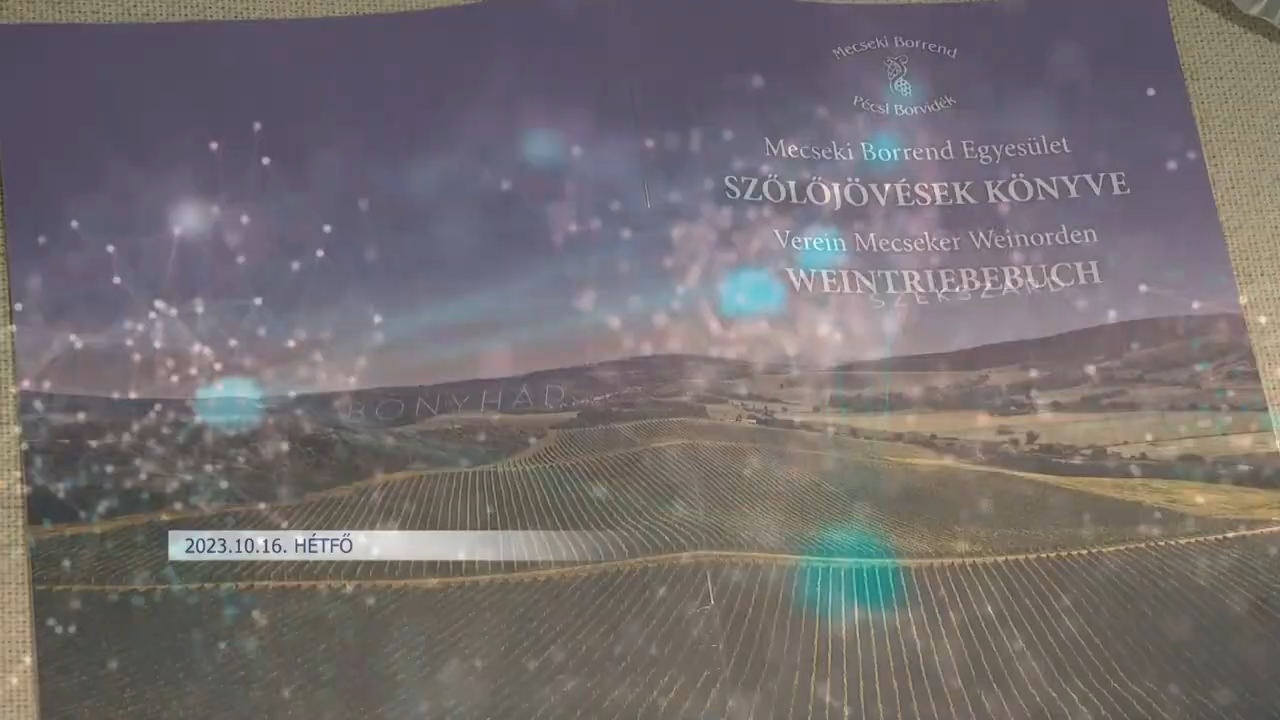 Mecseki Borrend
Pécsi Borvidék
Mecseki Borrend Egyesület
SZŐLŐJÖVÉSEK KÖNYVE
Verein Mecseker Weinorden
WEINTRIEBEBUCH
SZEKSZÁRD
BONYHÁD
2023.10.16. HÉTFŐ